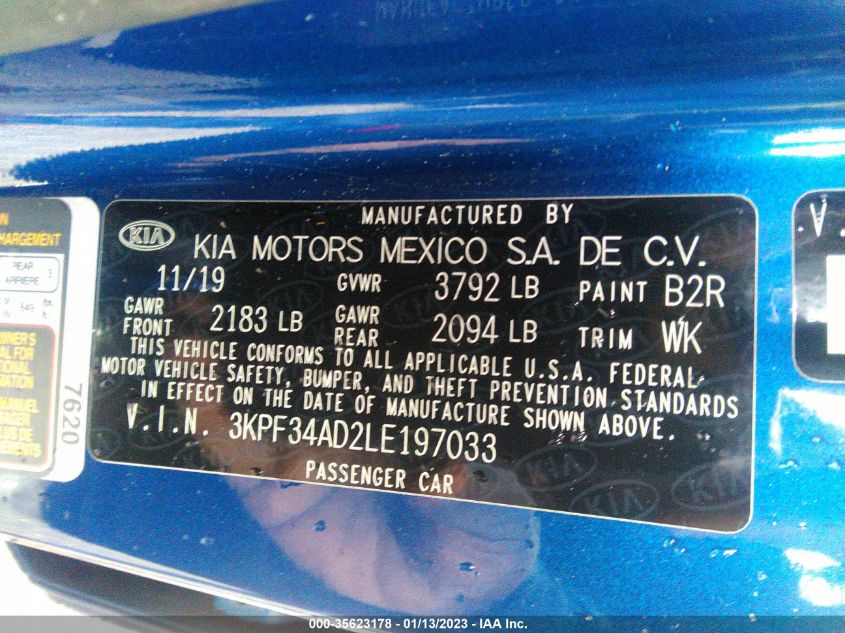 MANUFACTURED BY
KIA KIA MOTORS MEXICO S.A. DE C.V.
11/19 GVWR 3792 LB PAINT B2R
GAWR FRONT 2183 LB GAWR REAR 2094 LB TRIM WK
THIS VEHICLE CONFORMS TO ALL APPLICABLE U.S.A. FEDERAL
MOTOR VEHICLE SAFETY, BUMPER, AND THEFT PREVENTION STANDARDS
IN EFFECT ON THE DATE OF MANUFACTURE SHOWN ABOVE.
V.I.N. 3KPF34AD2LE197033
PASSENGER CAR
HARGEMENT
REAR
ARRIERE
7620
000-35623178 - 01/13/2023 - IAA Inc.